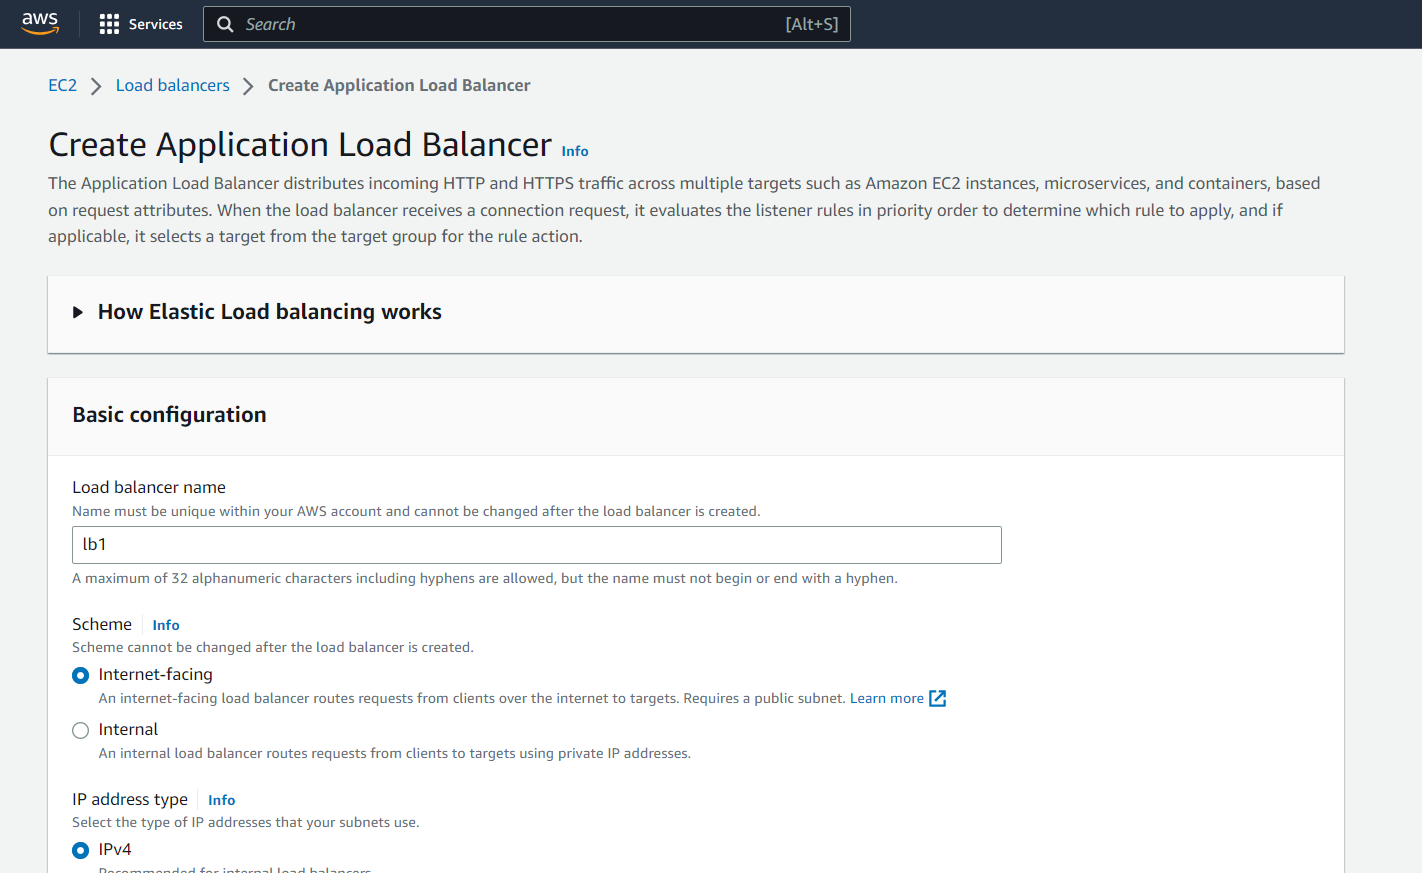 aws
Services
Search [Alt+S]
EC2 > Load balancers > Create Application Load Balancer
Create Application Load Balancer Info
The Application Load Balancer distributes incoming HTTP and HTTPS traffic across multiple targets such as Amazon EC2 instances, microservices, and containers, based
on request attributes. When the load balancer receives a connection request, it evaluates the listener rules in priority order to determine which rule to apply, and if
applicable, it selects a target from the target group for the rule action.
How Elastic Load balancing works
Basic configuration
Load balancer name
Name must be unique within your AWS account and cannot be changed after the load balancer is created.
lb1
A maximum of 32 alphanumeric characters including hyphens are allowed, but the name must not begin or end with a hyphen.
Scheme Info
Scheme cannot be changed after the load balancer is created.
Internet-facing
An internet-facing load balancer routes requests from clients over the internet to targets. Requires a public subnet. Learn more
Internal
An internal load balancer routes requests from clients to targets using private IP addresses.
IP address type Info
Select the type of IP addresses that your subnets use.
IPv4
Recommended for internal load balancers.